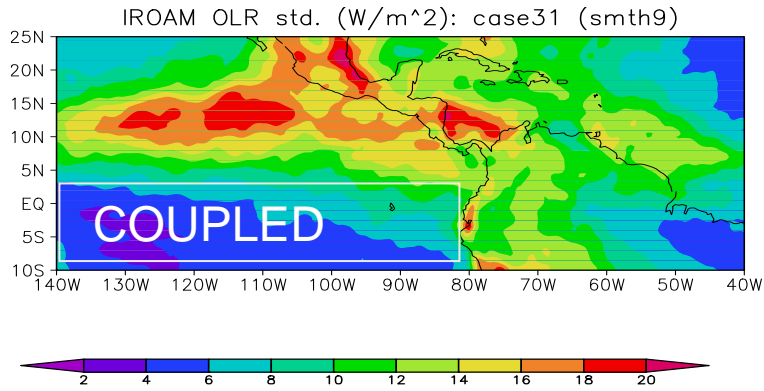 IROAM OLR std. (W/m^2): case31 (smth9)
25N
20N
15N
10N
5N
EQ
5S
10S
COUPLED
140W 130W 120W 110W 100W 90W 80W 70W 60W 50W 40W
2 4 6 8 10 12 14 16 18 20